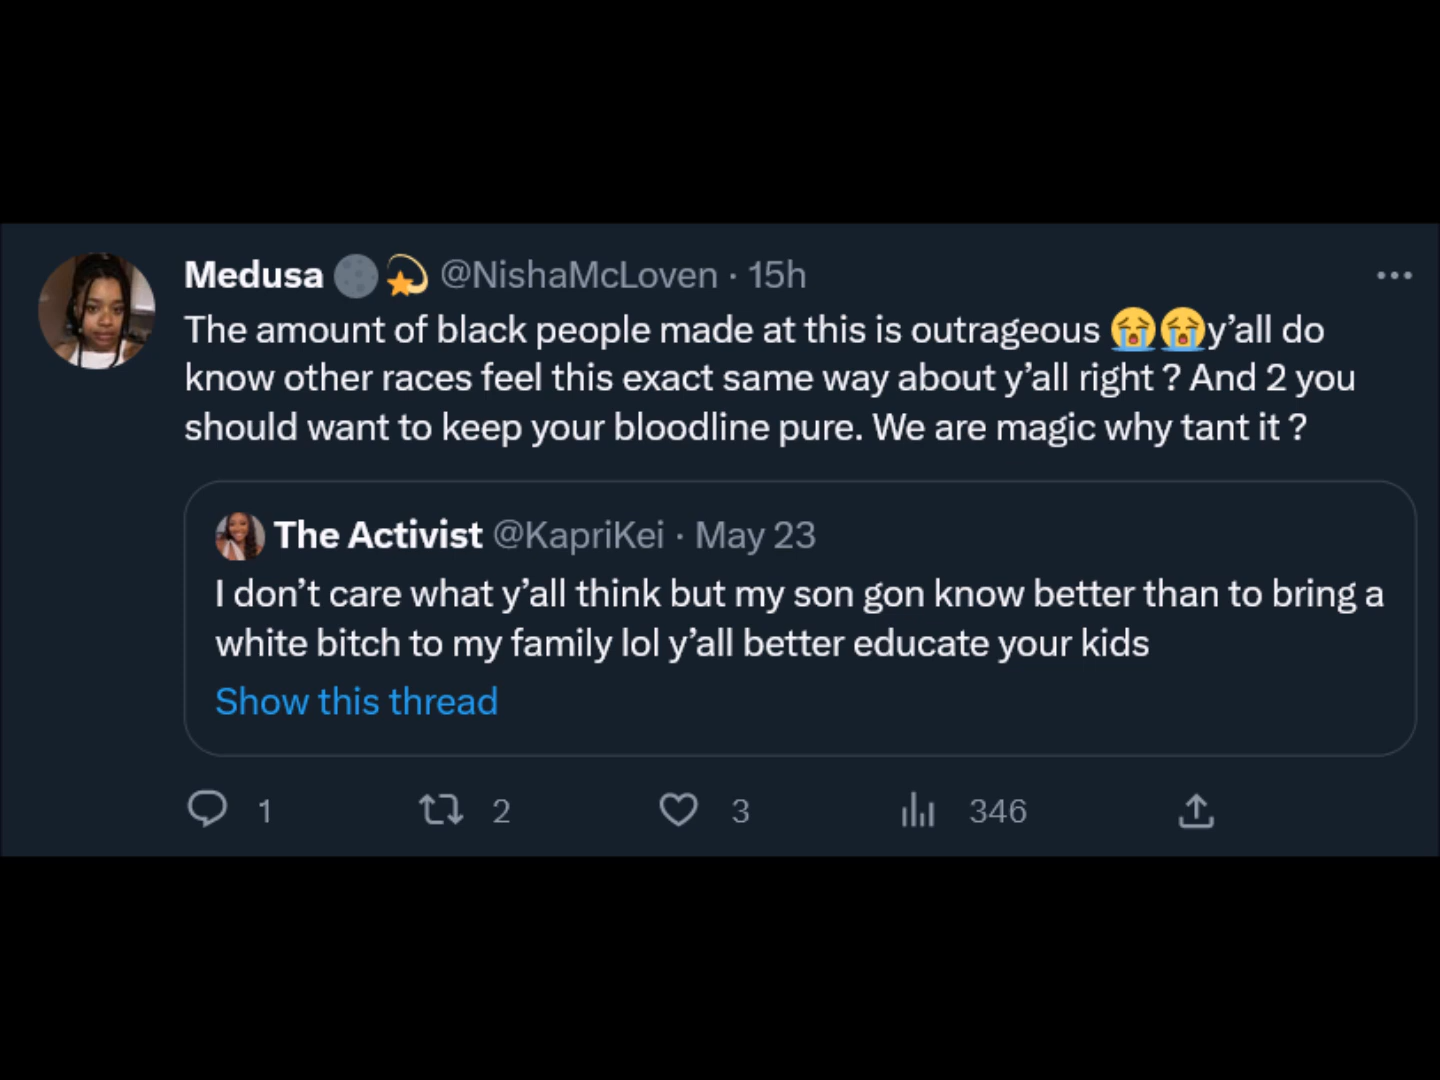 Medusa 🌑💫 @NishaMcLoven · 15h
The amount of black people made at this is outrageous 😭😭y’all do
know other races feel this exact same way about y’all right ? And 2 you
should want to keep your bloodline pure. We are magic why tant it ?
The Activist @KapriKei · May 23
I don’t care what y’all think but my son gon know better than to bring a
white bitch to my family lol y’all better educate your kids
Show this thread
1 2 3 346